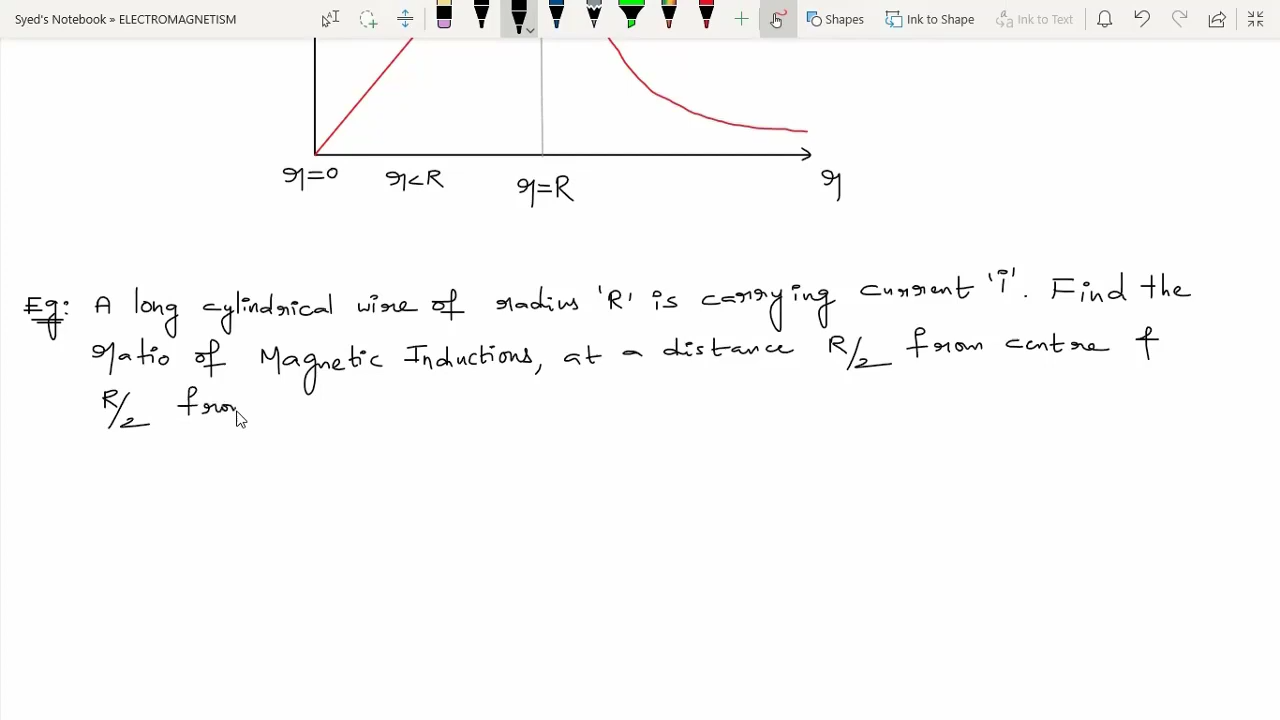 Syed's Notebook » ELECTROMAGNETISM
Shapes
Ink to Shape
Ink to Text
r=0
r<R
r=R
r
Eg: A long cylindrical wire of radius 'R' is carrying current 'i'. Find the
ratio of Magnetic Inductions, at a distance R/2 from centre &
R/2 from